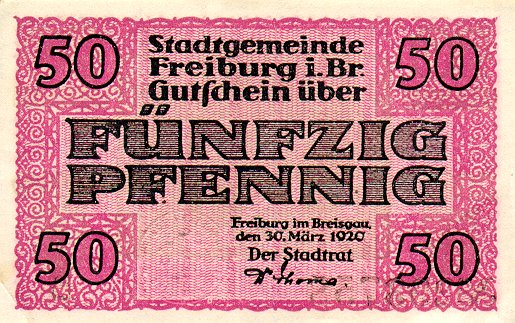 50 50
Stadtgemeinde
Freiburg i. Br.
Gutschein über
FÜNFZIG
PFENNIG
Freiburg im Breisgau,
den 30. März 1920
Der Stadtrat
50 50